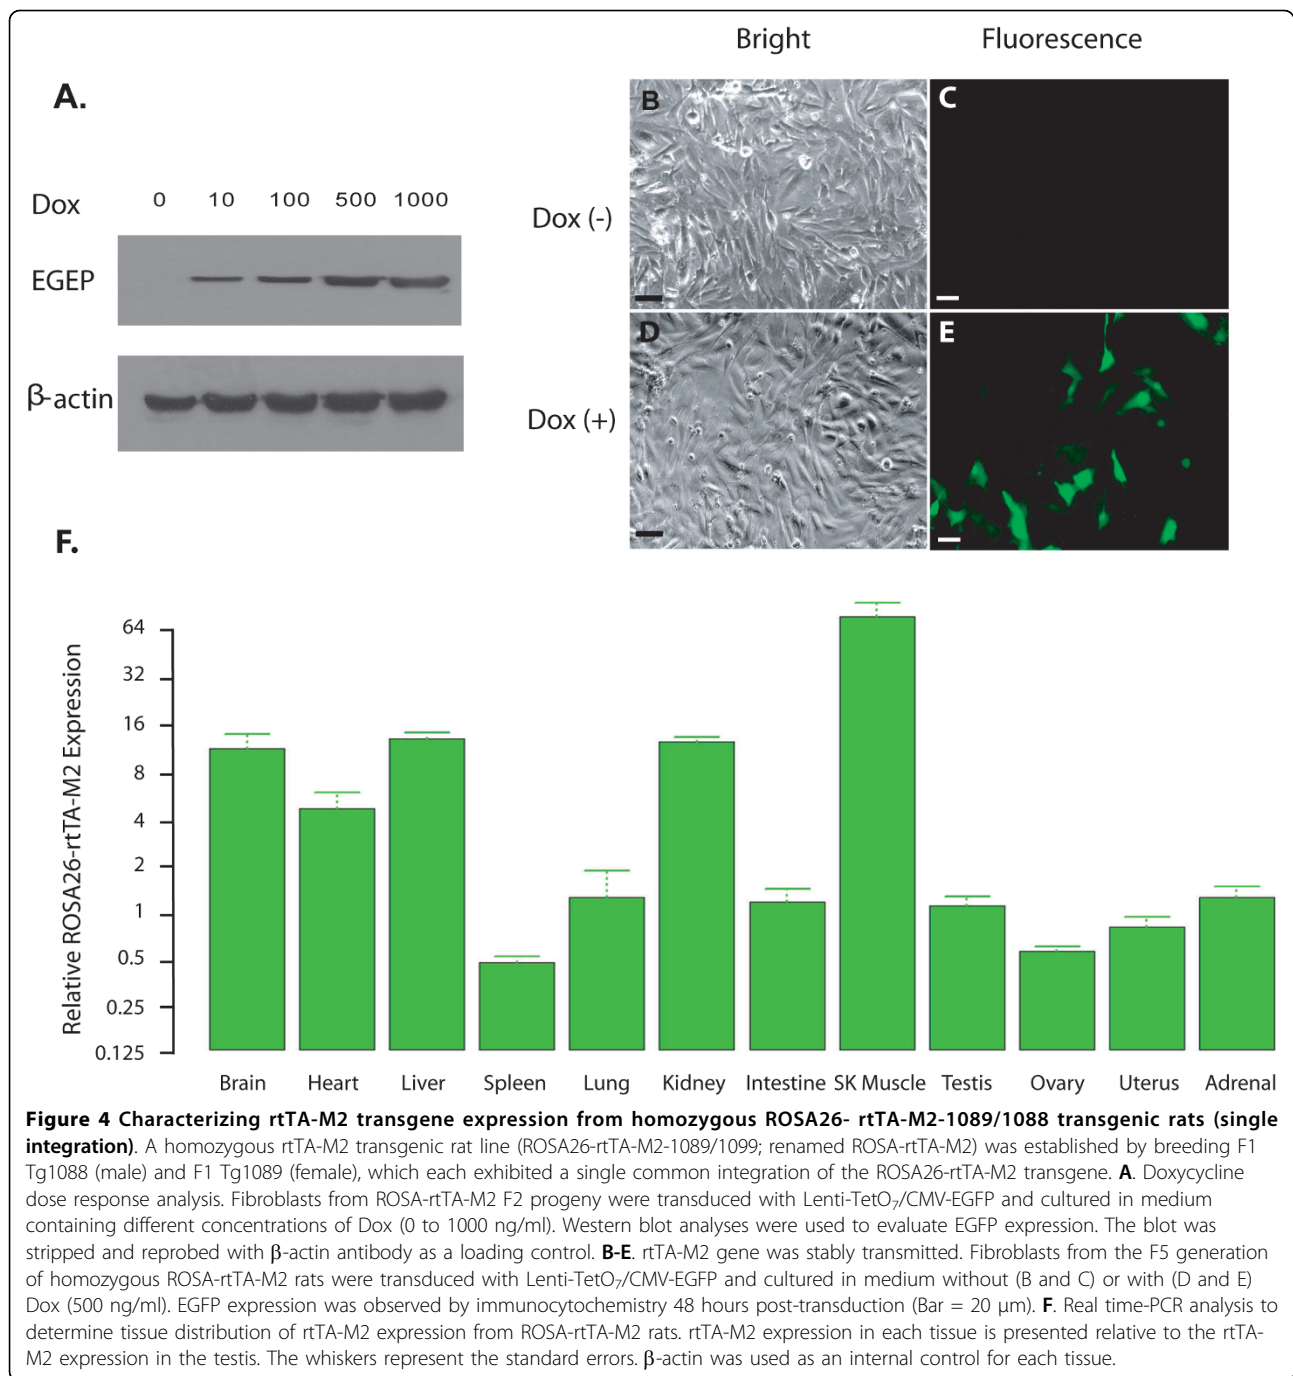 Bright Fluorescence
A.
B
C
Dox 0 10 100 500 1000
Dox (-)
EGEP
D
E
β-actin
Dox (+)
F.
Relative ROSA26-rtTA-M2 Expression
64
32
16
8
4
2
1
0.5
0.25
0.125
Brain Heart Liver Spleen Lung Kidney Intestine SK Muscle Testis Ovary Uterus Adrenal
Figure 4 Characterizing rtTA-M2 transgene expression from homozygous ROSA26- rtTA-M2-1089/1088 transgenic rats (single
integration). A homozygous rtTA-M2 transgenic rat line (ROSA26-rtTA-M2-1089/1099; renamed ROSA-rtTA-M2) was established by breeding F1
Tg1088 (male) and F1 Tg1089 (female), which each exhibited a single common integration of the ROSA26-rtTA-M2 transgene. A. Doxycycline
dose response analysis. Fibroblasts from ROSA-rtTA-M2 F2 progeny were transduced with Lenti-TetO₇/CMV-EGFP and cultured in medium
containing different concentrations of Dox (0 to 1000 ng/ml). Western blot analyses were used to evaluate EGFP expression. The blot was
stripped and reprobed with β-actin antibody as a loading control. B-E. rtTA-M2 gene was stably transmitted. Fibroblasts from the F5 generation
of homozygous ROSA-rtTA-M2 rats were transduced with Lenti-TetO₇/CMV-EGFP and cultured in medium without (B and C) or with (D and E)
Dox (500 ng/ml). EGFP expression was observed by immunocytochemistry 48 hours post-transduction (Bar = 20 μm). F. Real time-PCR analysis to
determine tissue distribution of rtTA-M2 expression from ROSA-rtTA-M2 rats. rtTA-M2 expression in each tissue is presented relative to the rtTA-
M2 expression in the testis. The whiskers represent the standard errors. β-actin was used as an internal control for each tissue.